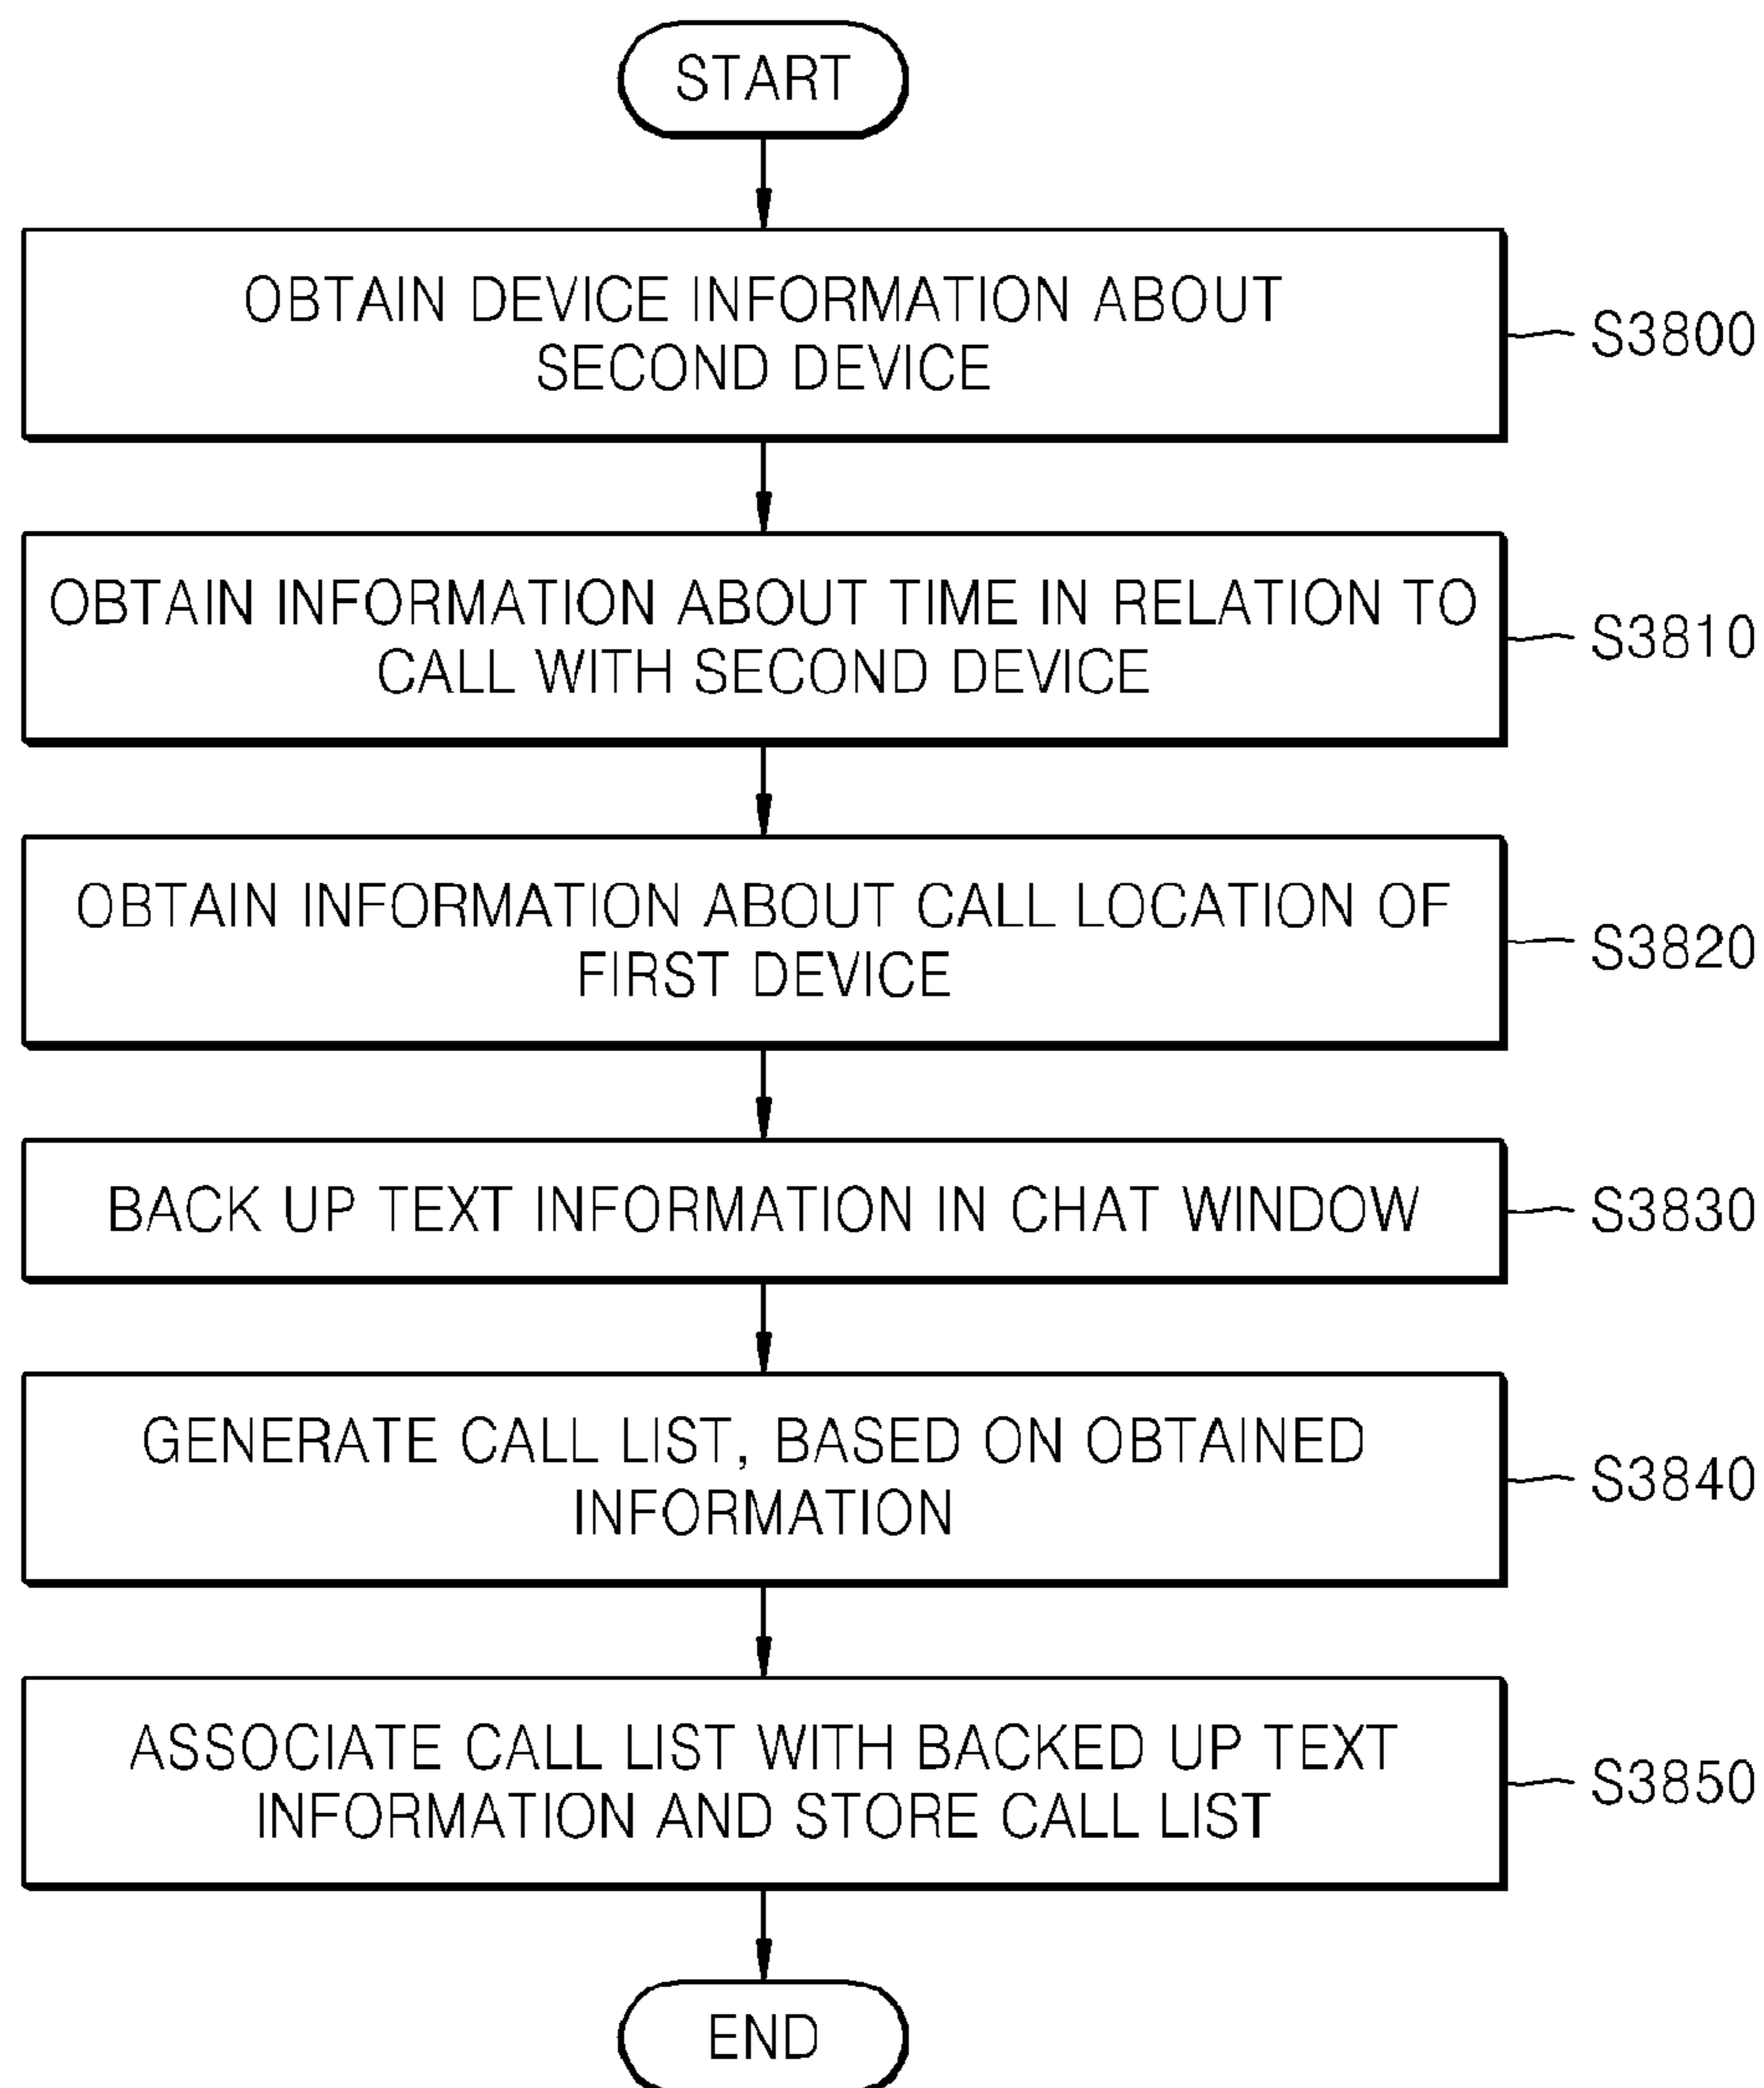 START
OBTAIN DEVICE INFORMATION ABOUT
SECOND DEVICE
S3800
OBTAIN INFORMATION ABOUT TIME IN RELATION TO
CALL WITH SECOND DEVICE
S3810
OBTAIN INFORMATION ABOUT CALL LOCATION OF
FIRST DEVICE
S3820
BACK UP TEXT INFORMATION IN CHAT WINDOW
S3830
GENERATE CALL LIST, BASED ON OBTAINED
INFORMATION
S3840
ASSOCIATE CALL LIST WITH BACKED UP TEXT
INFORMATION AND STORE CALL LIST
S3850
END